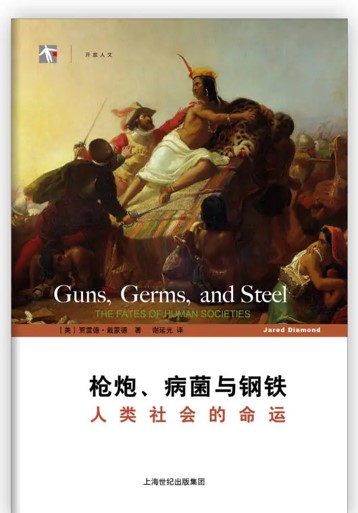 开放人文
Guns, Germs, and Steel
THE FATES OF HUMAN SOCIETIES
［美］贾雷德·戴蒙德 著 谢延光 译 Jared Diamond
枪炮、病菌与钢铁
人类社会的命运
上海世纪出版集团